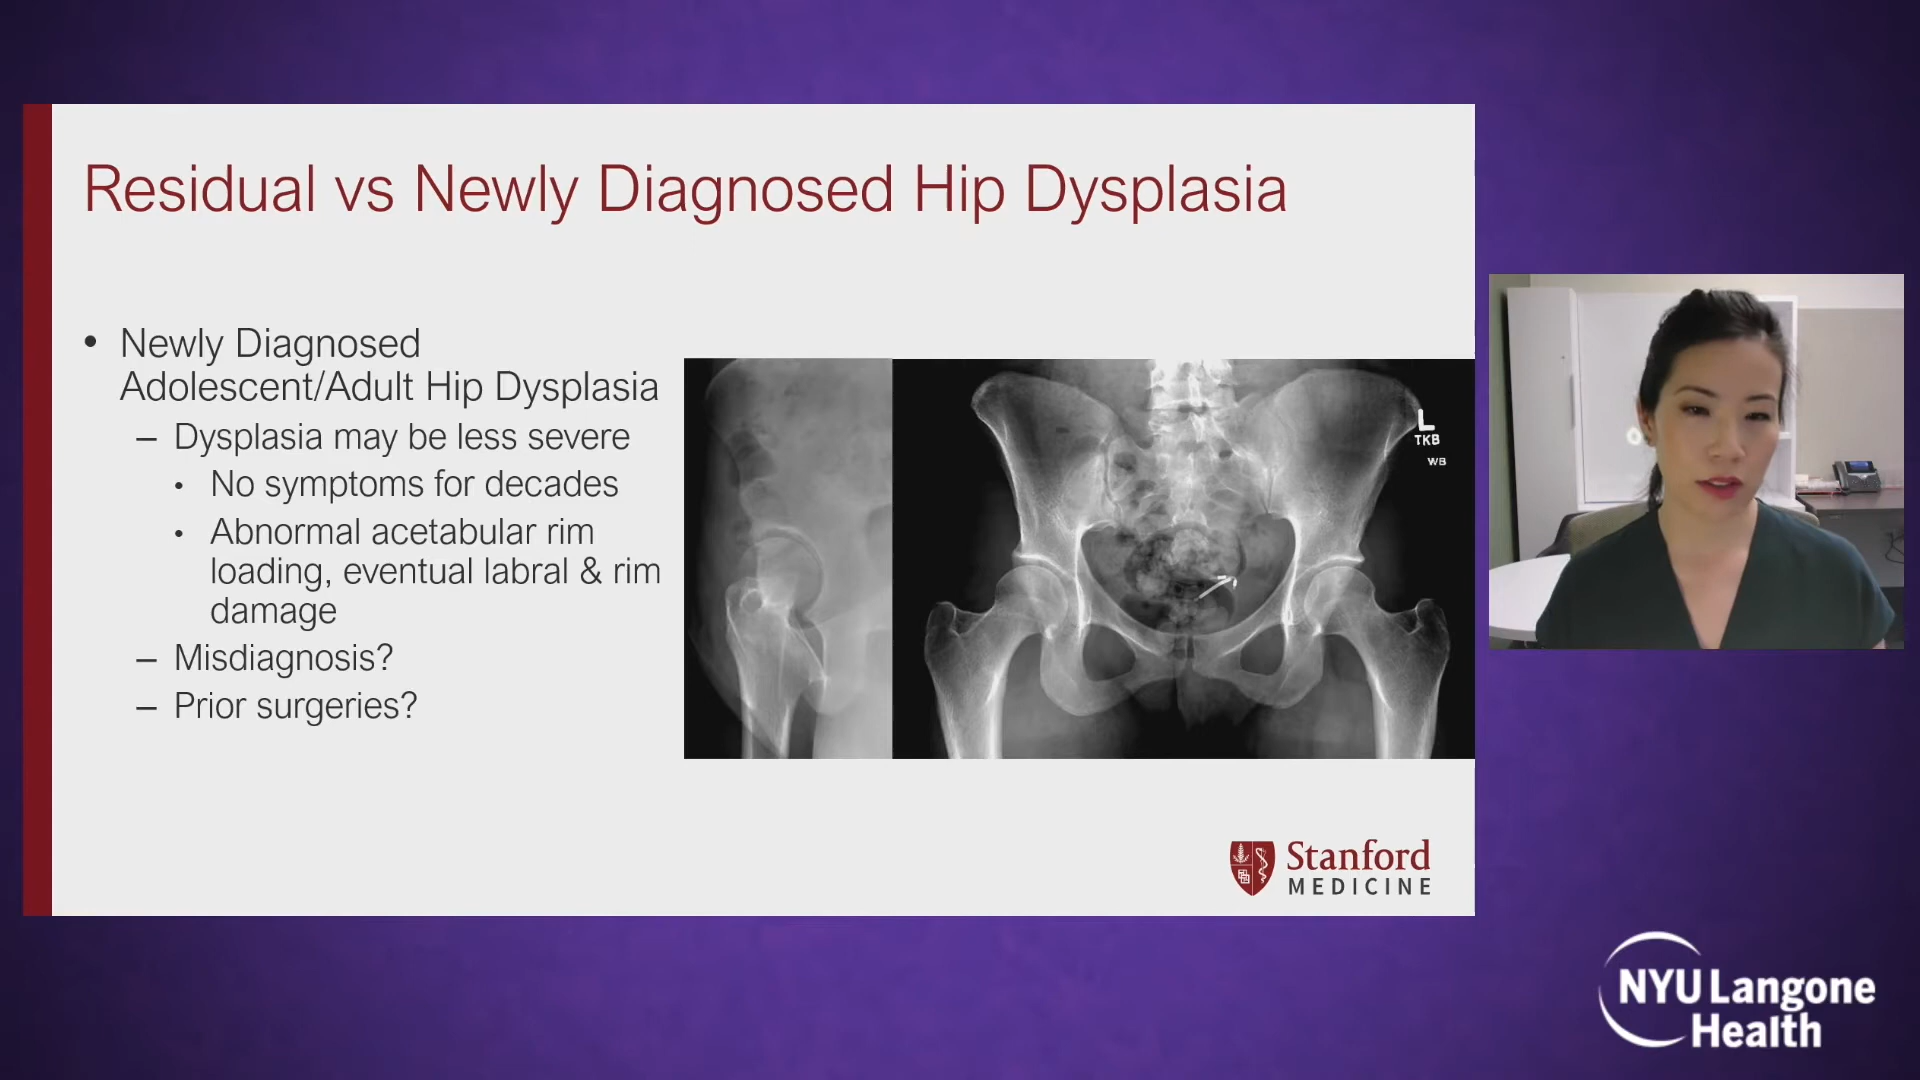 Residual vs Newly Diagnosed Hip Dysplasia
• Newly Diagnosed
Adolescent/Adult Hip Dysplasia
– Dysplasia may be less severe
• No symptoms for decades
• Abnormal acetabular rim
loading, eventual labral & rim
damage
– Misdiagnosis?
– Prior surgeries?
L
TKB
WB
Stanford
MEDICINE
NYU Langone
Health